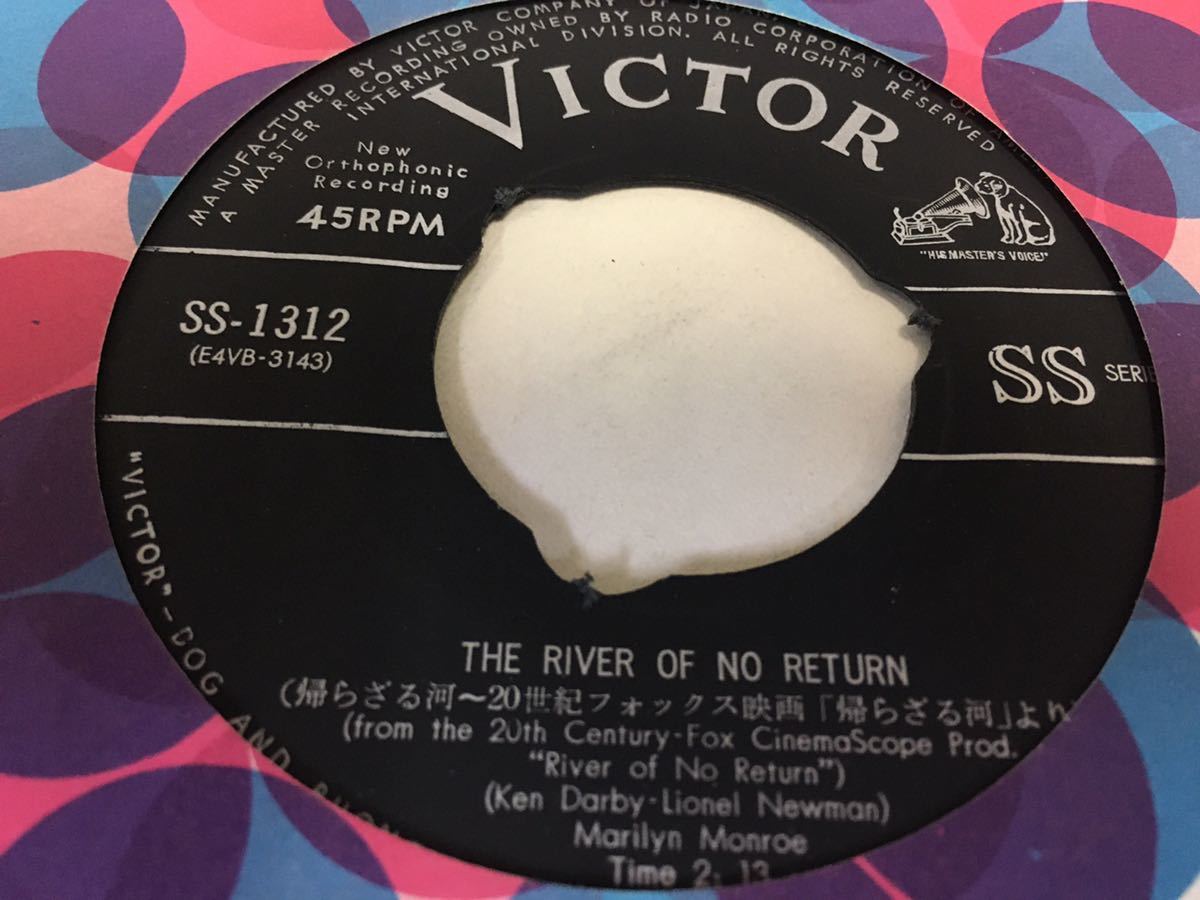 MANUFACTURED BY VICTOR COMPANY OF JAPAN
A MASTER RECORDING OWNED BY RADIO CORPORATION OF
INTERNATIONAL DIVISION. ALL RIGHTS RESERVED
VICTOR
New
Orthophonic
Recording
45RPM
"HIS MASTER'S VOICE!"
SS-1312
(E4VB-3143)
SS SERIE
"VICTOR"-DOG AND
THE RIVER OF NO RETURN
(帰らざる河～20世紀フォックス映画「帰らざる河」より
(from the 20th Century-Fox CinemaScope Prod.
"River of No Return")
(Ken Darby-Lionel Newman)
Marilyn Monroe
Time 2: 13